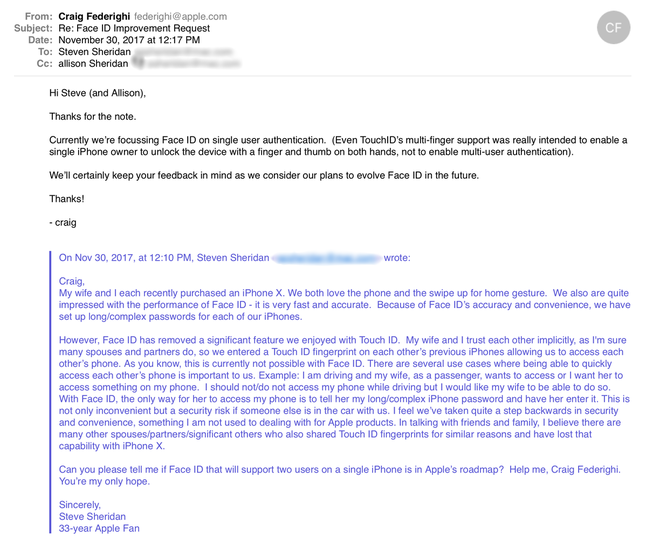 From: Craig Federighi federighi@apple.com
Subject: Re: Face ID Improvement Request
Date: November 30, 2017 at 12:17 PM
To: Steven Sheridan
Cc: allison Sheridan
CF
Hi Steve (and Allison),
Thanks for the note.
Currently we're focussing Face ID on single user authentication. (Even TouchID's multi-finger support was really intended to enable a
single iPhone owner to unlock the device with a finger and thumb on both hands, not to enable multi-user authentication).
We'll certainly keep your feedback in mind as we consider our plans to evolve Face ID in the future.
Thanks!
- craig
On Nov 30, 2017, at 12:10 PM, Steven Sheridan wrote:
Craig,
My wife and I each recently purchased an iPhone X. We both love the phone and the swipe up for home gesture. We also are quite
impressed with the performance of Face ID - it is very fast and accurate. Because of Face ID's accuracy and convenience, we have
set up long/complex passwords for each of our iPhones.
However, Face ID has removed a significant feature we enjoyed with Touch ID. My wife and I trust each other implicitly, as I'm sure
many spouses and partners do, so we entered a Touch ID fingerprint on each other's previous iPhones allowing us to access each
other's phone. As you know, this is currently not possible with Face ID. There are several use cases where being able to quickly
access each other's phone is important to us. Example: I am driving and my wife, as a passenger, wants to access or I want her to
access something on my phone. I should not/do not access my phone while driving but I would like my wife to be able to do so.
With Face ID, the only way for her to access my phone is to tell her my long/complex iPhone password and have her enter it. This is
not only inconvenient but a security risk if someone else is in the car with us. I feel we've taken quite a step backwards in security
and convenience, something I am not used to dealing with for Apple products. In talking with friends and family, I believe there are
many other spouses/partners/significant others who also shared Touch ID fingerprints for similar reasons and have lost that
capability with iPhone X.
Can you please tell me if Face ID that will support two users on a single iPhone is in Apple's roadmap? Help me, Craig Federighi.
You're my only hope.
Sincerely,
Steve Sheridan
33-year Apple Fan